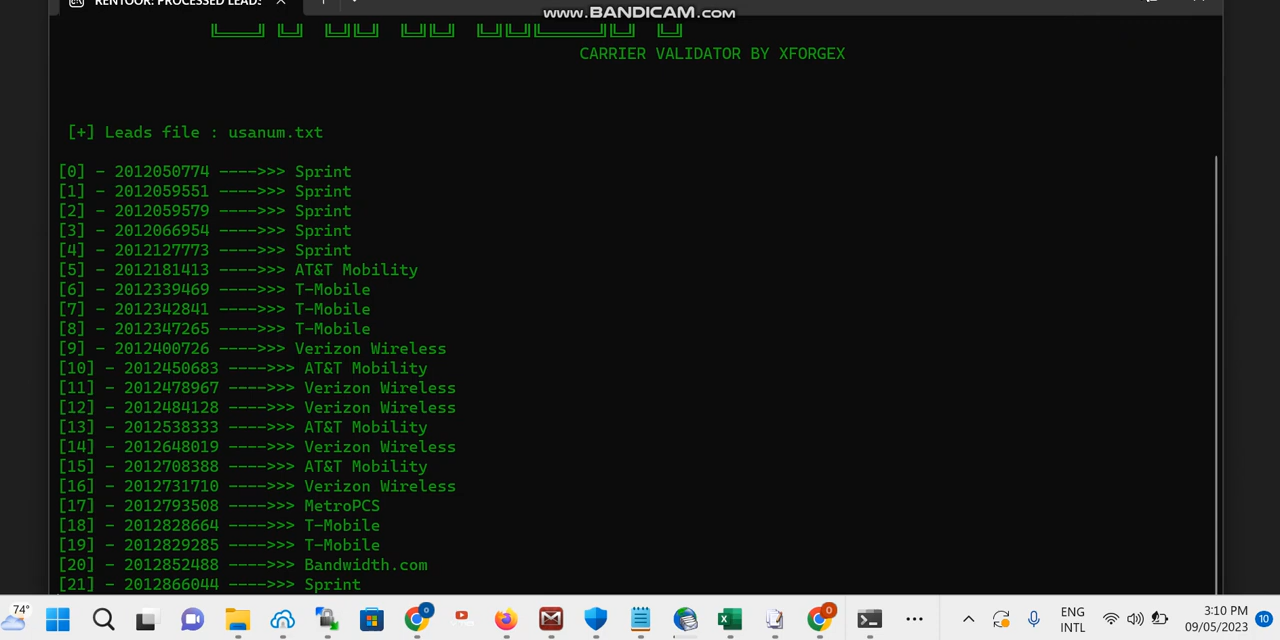 RENTOOR: PROCESSED LEADS
www.BANDICAM.com
CARRIER VALIDATOR BY XFORGEX
[+] Leads file : usanum.txt
[0] - 2012050774 ---->>> Sprint
[1] - 2012059551 ---->>> Sprint
[2] - 2012059579 ---->>> Sprint
[3] - 2012066954 ---->>> Sprint
[4] - 2012127773 ---->>> Sprint
[5] - 2012181413 ---->>> AT&T Mobility
[6] - 2012339469 ---->>> T-Mobile
[7] - 2012342841 ---->>> T-Mobile
[8] - 2012347265 ---->>> T-Mobile
[9] - 2012400726 ---->>> Verizon Wireless
[10] - 2012450683 ---->>> AT&T Mobility
[11] - 2012478967 ---->>> Verizon Wireless
[12] - 2012484128 ---->>> Verizon Wireless
[13] - 2012538333 ---->>> AT&T Mobility
[14] - 2012648019 ---->>> Verizon Wireless
[15] - 2012708388 ---->>> AT&T Mobility
[16] - 2012731710 ---->>> Verizon Wireless
[17] - 2012793508 ---->>> MetroPCS
[18] - 2012828664 ---->>> T-Mobile
[19] - 2012829285 ---->>> T-Mobile
[20] - 2012852488 ---->>> Bandwidth.com
[21] - 2012866044 ---->>> Sprint
74°
0
0
ENG
INTL
3:10 PM
09/05/2023
10